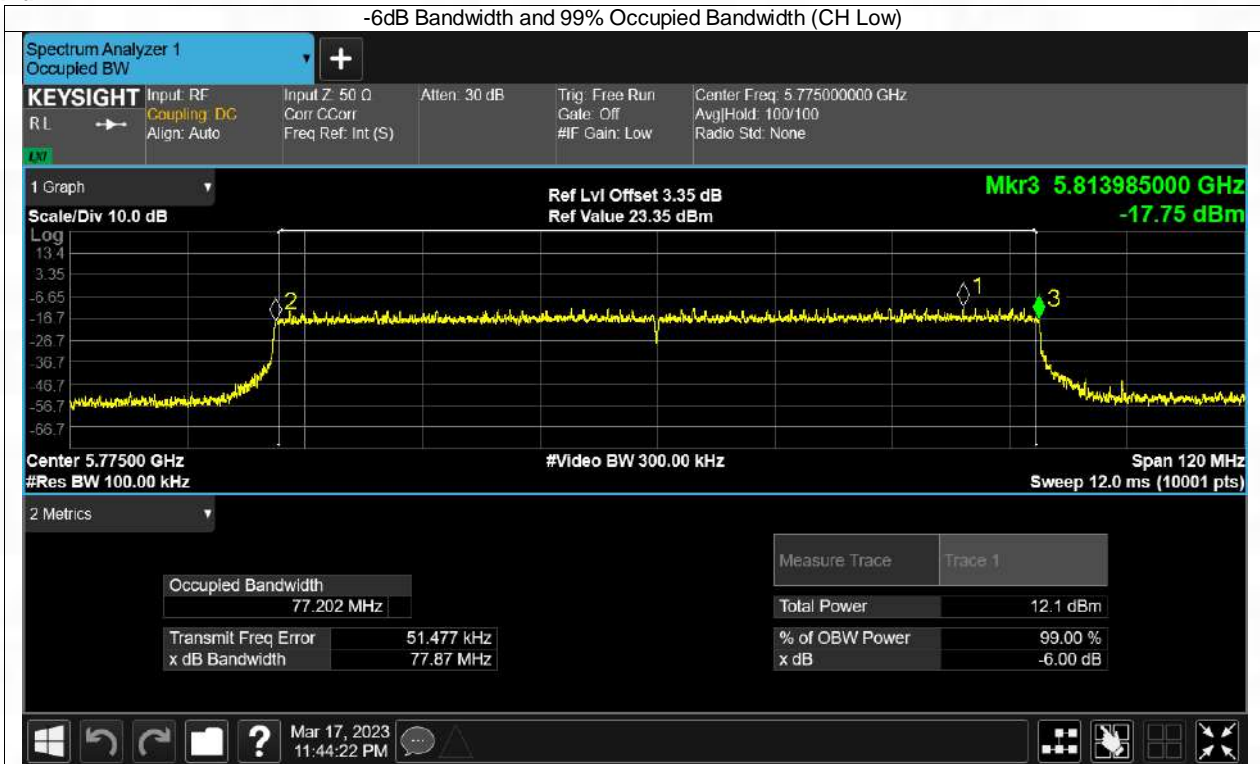 -6dB Bandwidth and 99% Occupied Bandwidth (CH Low)
Spectrum Analyzer 1
Occupied BW
+
KEYSIGHT
RL
LXI
Input: RF
Coupling: DC
Align: Auto
Input Z: 50 Ω
Corr CCorr
Freq Ref: Int (S)
Atten: 30 dB
Trig: Free Run
Gate: Off
#IF Gain: Low
Center Freq: 5.775000000 GHz
Avg|Hold: 100/100
Radio Std: None
1 Graph
Scale/Div 10.0 dB
Ref Lvl Offset 3.35 dB
Ref Value 23.35 dBm
Mkr3 5.813985000 GHz
-17.75 dBm
Log
13.4
3.35
-6.65
-16.7
-26.7
-36.7
-46.7
-56.7
-66.7
2
1
3
Center 5.77500 GHz
#Res BW 100.00 kHz
#Video BW 300.00 kHz
Span 120 MHz
Sweep 12.0 ms (10001 pts)
2 Metrics
Measure Trace Trace 1
Occupied Bandwidth
77.202 MHz
Total Power 12.1 dBm
Transmit Freq Error 51.477 kHz
% of OBW Power 99.00 %
x dB Bandwidth 77.87 MHz
x dB -6.00 dB
?
Mar 17, 2023
11:44:22 PM